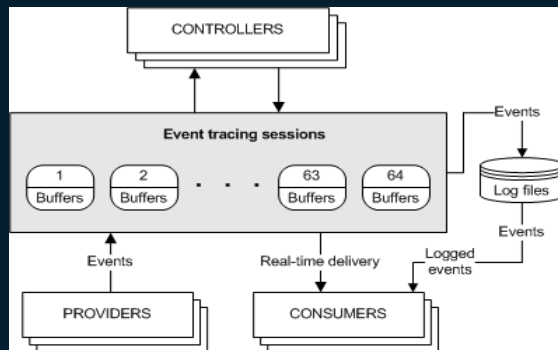 CONTROLLERS
Event tracing sessions
1
Buffers
2
Buffers
. . .
63
Buffers
64
Buffers
Events
Log files
Events
Events
Real-time delivery
Logged
events
PROVIDERS
CONSUMERS